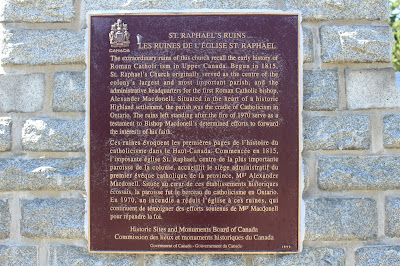 CANADA
ST. RAPHAEL'S RUINS
LES RUINES DE L'ÉGLISE ST. RAPHAEL
The extraordinary ruins of this church recall the early history of
Roman Catholicism in Upper Canada. Begun in 1815,
St. Raphael's Church originally served as the centre of the
colony's largest and most important parish, and the
administrative headquarters for the first Roman Catholic bishop,
Alexander Macdonell. Situated in the heart of a historic
Highland settlement, the parish was the cradle of Catholicism in
Ontario. The ruins left standing after the fire of 1970 serve as a
testament to Bishop Macdonell's determined efforts to forward
the interests of his faith.
Ces ruines évoquent les premières pages de l'histoire du
catholicisme dans le Haut-Canada. Commencée en 1815,
l'imposante église St. Raphael, centre de la plus importante
paroisse de la colonie, accueillit le siège administratif du
premier évêque catholique de la province, Mgr Alexander
Macdonell. Située au cœur de ces établissements historiques
écossais, la paroisse fut le berceau du catholicisme en Ontario.
En 1970, un incendie a réduit l'église à ces ruines, qui
continuent de témoigner des efforts soutenus de Mgr Macdonell
pour répandre la foi.
Historic Sites and Monuments Board of Canada
Commission des lieux et monuments historiques du Canada
Government of Canada - Gouvernement du Canada